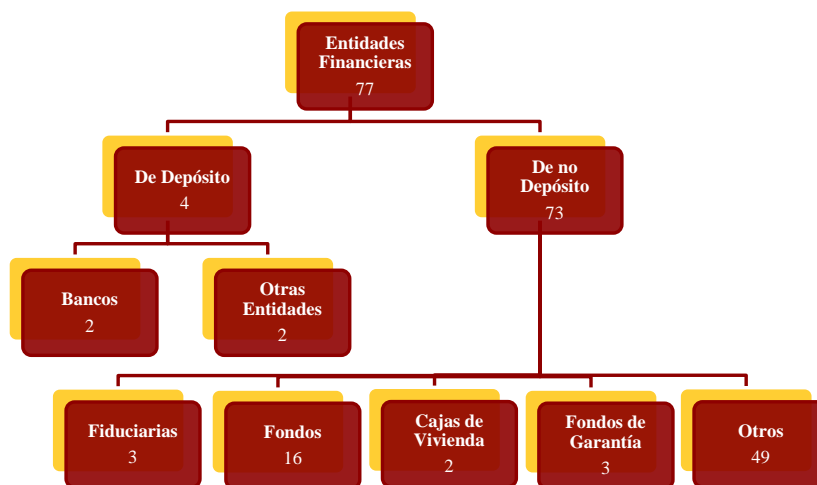 Entidades
Financieras
77
De Depósito
4
De no
Depósito
73
Bancos
2
Otras
Entidades
2
Fiduciarias
3
Fondos
16
Cajas de
Vivienda
2
Fondos de
Garantía
3
Otros
49